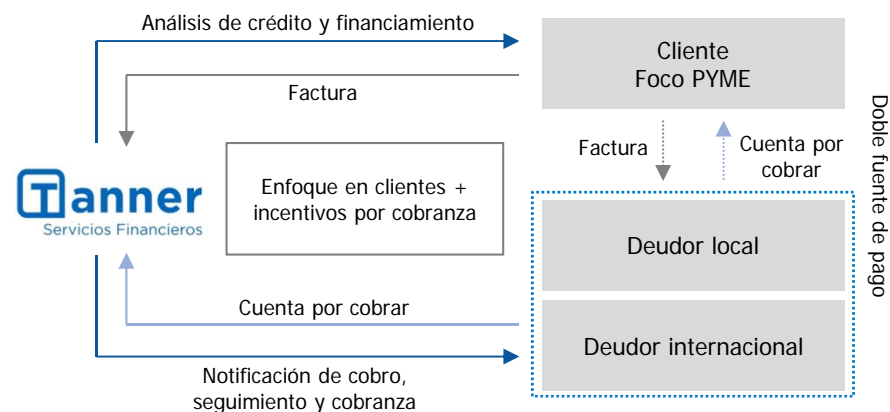 Análisis de crédito y financiamiento
Cliente
Foco PYME
Factura
Factura
Cuenta por
cobrar
Doble fuente de pago
Tanner
Servicios Financieros
Enfoque en clientes +
incentivos por cobranza
Deudor local
Cuenta por cobrar
Deudor internacional
Notificación de cobro,
seguimiento y cobranza